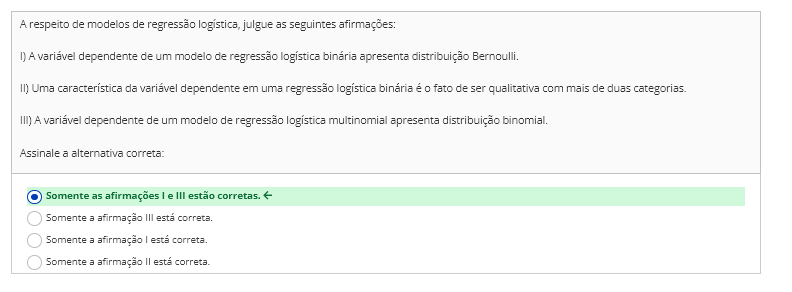 A respeito de modelos de regressão logística, julgue as seguintes afirmações:
I) A variável dependente de um modelo de regressão logística binária apresenta distribuição Bernoulli.
II) Uma característica da variável dependente em uma regressão logística binária é o fato de ser qualitativa com mais de duas categorias.
III) A variável dependente de um modelo de regressão logística multinomial apresenta distribuição binomial.
Assinale a alternativa correta:
Somente as afirmações I e III estão corretas. ←
Somente a afirmação III está correta.
Somente a afirmação I está correta.
Somente a afirmação II está correta.